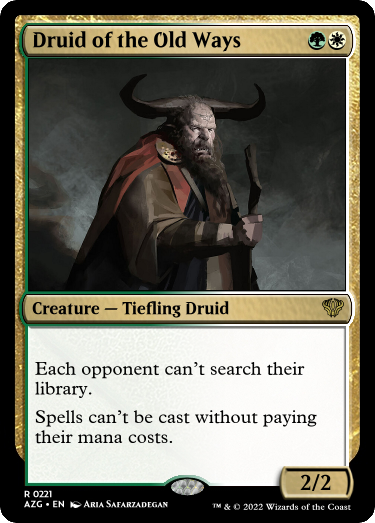 Druid of the Old Ways
Creature — Tiefling Druid
Each opponent can't search their
library.
Spells can't be cast without paying
their mana costs.
2/2
R 0221
AZG • EN Aria Safarzadegan
™ & © 2022 Wizards of the Coast